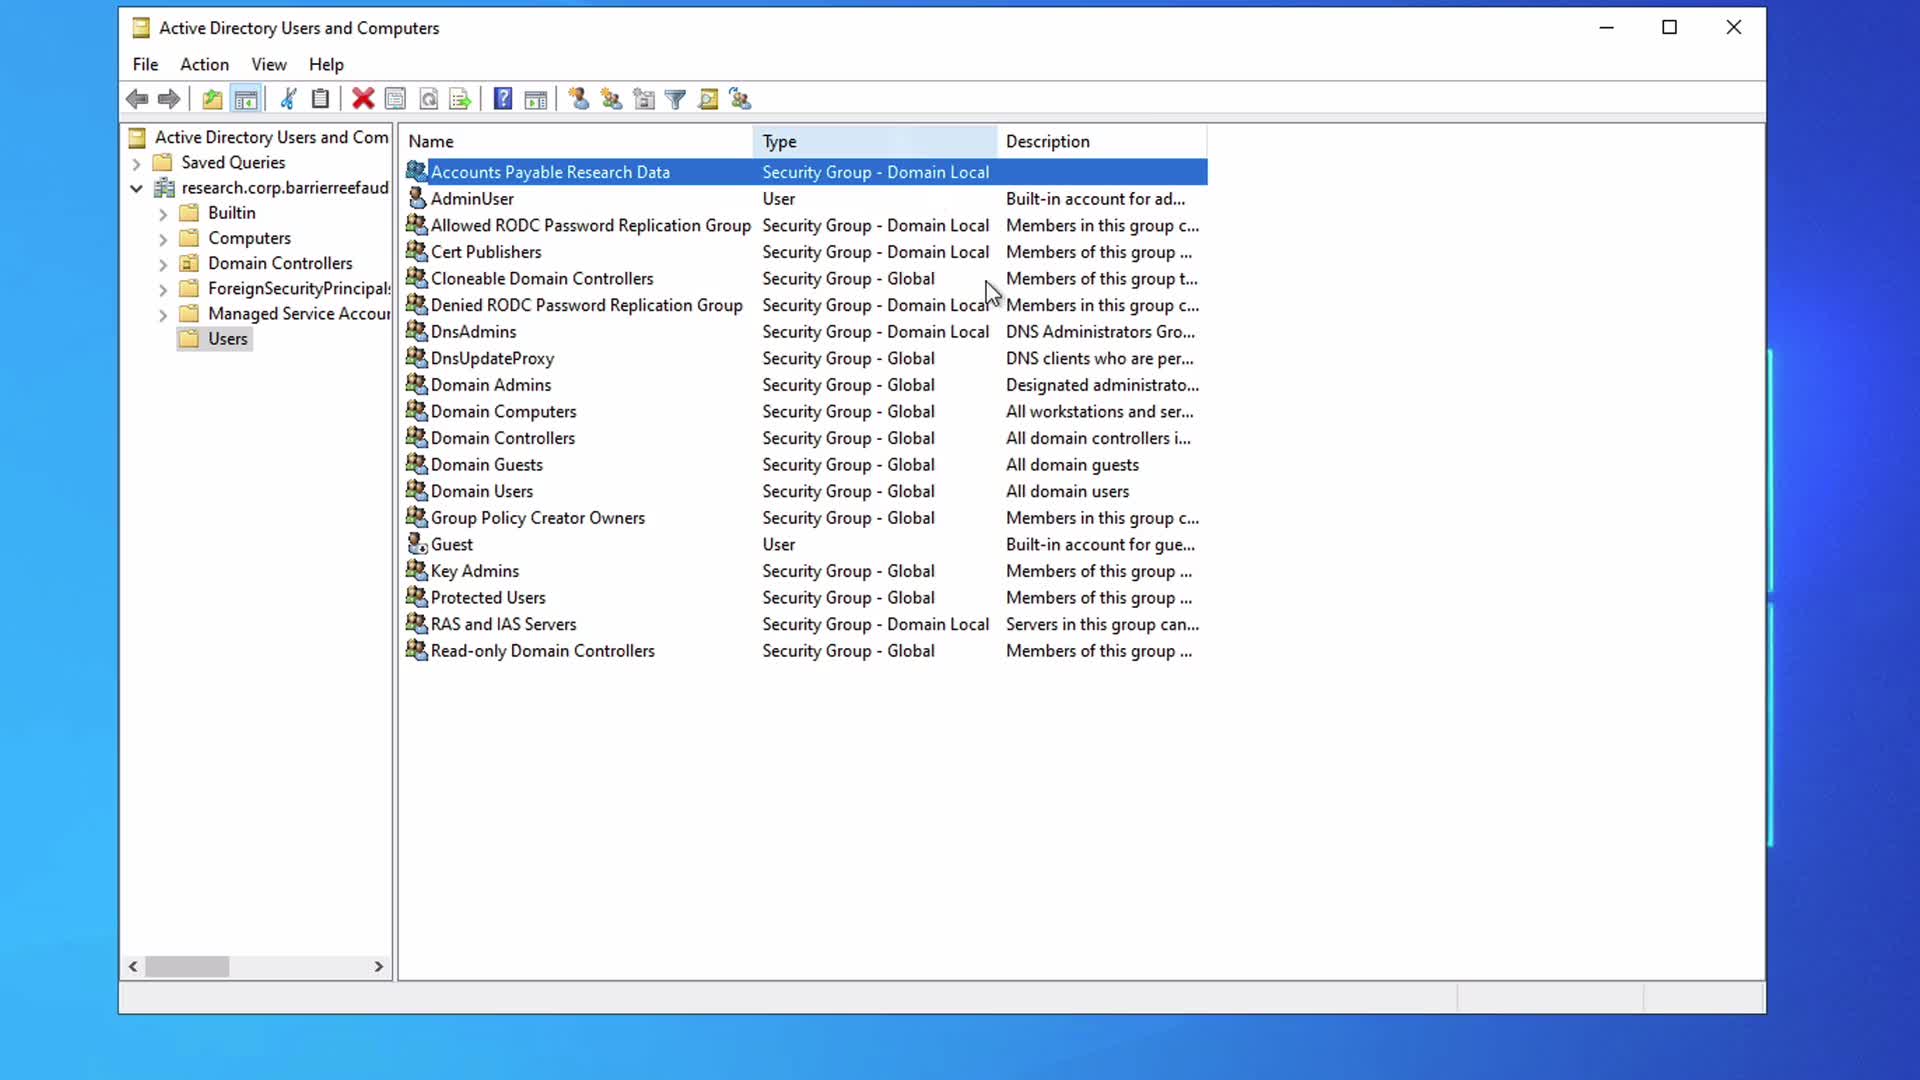 Active Directory Users and Computers
File Action View Help
Active Directory Users and Com
Saved Queries
research.corp.barrierreefaud
Builtin
Computers
Domain Controllers
ForeignSecurityPrincipals
Managed Service Accour
Users
Name Type Description
Accounts Payable Research Data Security Group - Domain Local
AdminUser User Built-in account for ad...
Allowed RODC Password Replication Group Security Group - Domain Local Members in this group c...
Cert Publishers Security Group - Domain Local Members of this group ...
Cloneable Domain Controllers Security Group - Global Members of this group t...
Denied RODC Password Replication Group Security Group - Domain Local Members in this group c...
DnsAdmins Security Group - Domain Local DNS Administrators Gro...
DnsUpdateProxy Security Group - Global DNS clients who are per...
Domain Admins Security Group - Global Designated administrato...
Domain Computers Security Group - Global All workstations and ser...
Domain Controllers Security Group - Global All domain controllers i...
Domain Guests Security Group - Global All domain guests
Domain Users Security Group - Global All domain users
Group Policy Creator Owners Security Group - Global Members in this group c...
Guest User Built-in account for gue...
Key Admins Security Group - Global Members of this group ...
Protected Users Security Group - Global Members of this group ...
RAS and IAS Servers Security Group - Domain Local Servers in this group can...
Read-only Domain Controllers Security Group - Global Members of this group ...